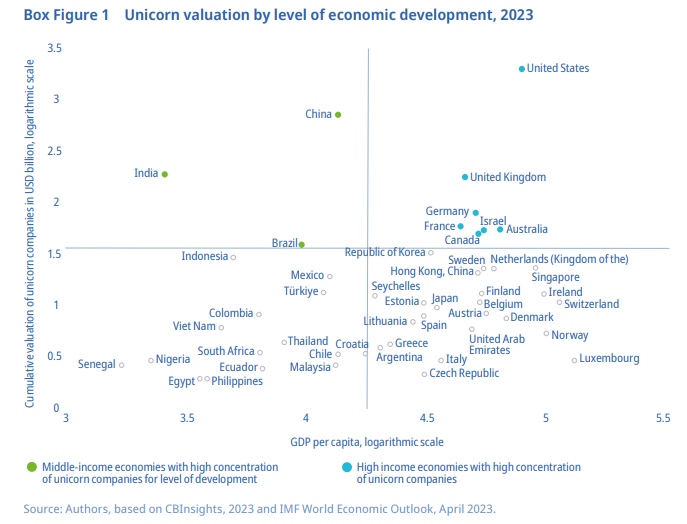 Box Figure 1 Unicorn valuation by level of economic development, 2023
Cumulative valuation of unicorn companies in USD billion, logarithmic scale
3.5
3
2.5
2
1.5
1
0.5
0
United States
China
India
United Kingdom
Germany
Israel
France
Australia
Canada
Brazil
Republic of Korea
Indonesia
Sweden
Netherlands (Kingdom of the)
Hong Kong, China
Singapore
Mexico
Seychelles
Türkiye
Estonia
Japan
Finland
Ireland
Belgium
Switzerland
Colombia
Austria
Denmark
Viet Nam
Lithuania
Spain
United Arab
Emirates
Norway
Thailand
Croatia
Greece
South Africa
Chile
Argentina
Italy
Luxembourg
Senegal
Nigeria
Ecuador
Malaysia
Egypt
Philippines
Czech Republic
3
3.5
4
4.5
5
5.5
GDP per capita, logarithmic scale
Middle-income economies with high concentration
of unicorn companies for level of development
High income economies with high concentration
of unicorn companies
Source: Authors, based on CBInsights, 2023 and IMF World Economic Outlook, April 2023.